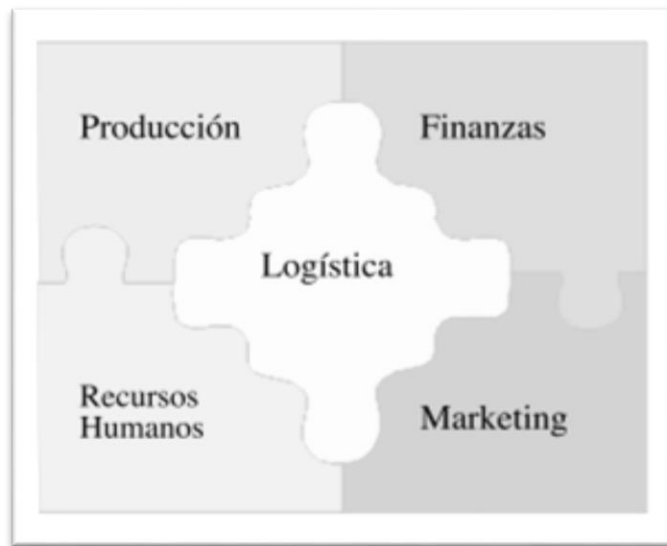 Producción
Finanzas
Logística
Recursos
Humanos
Marketing